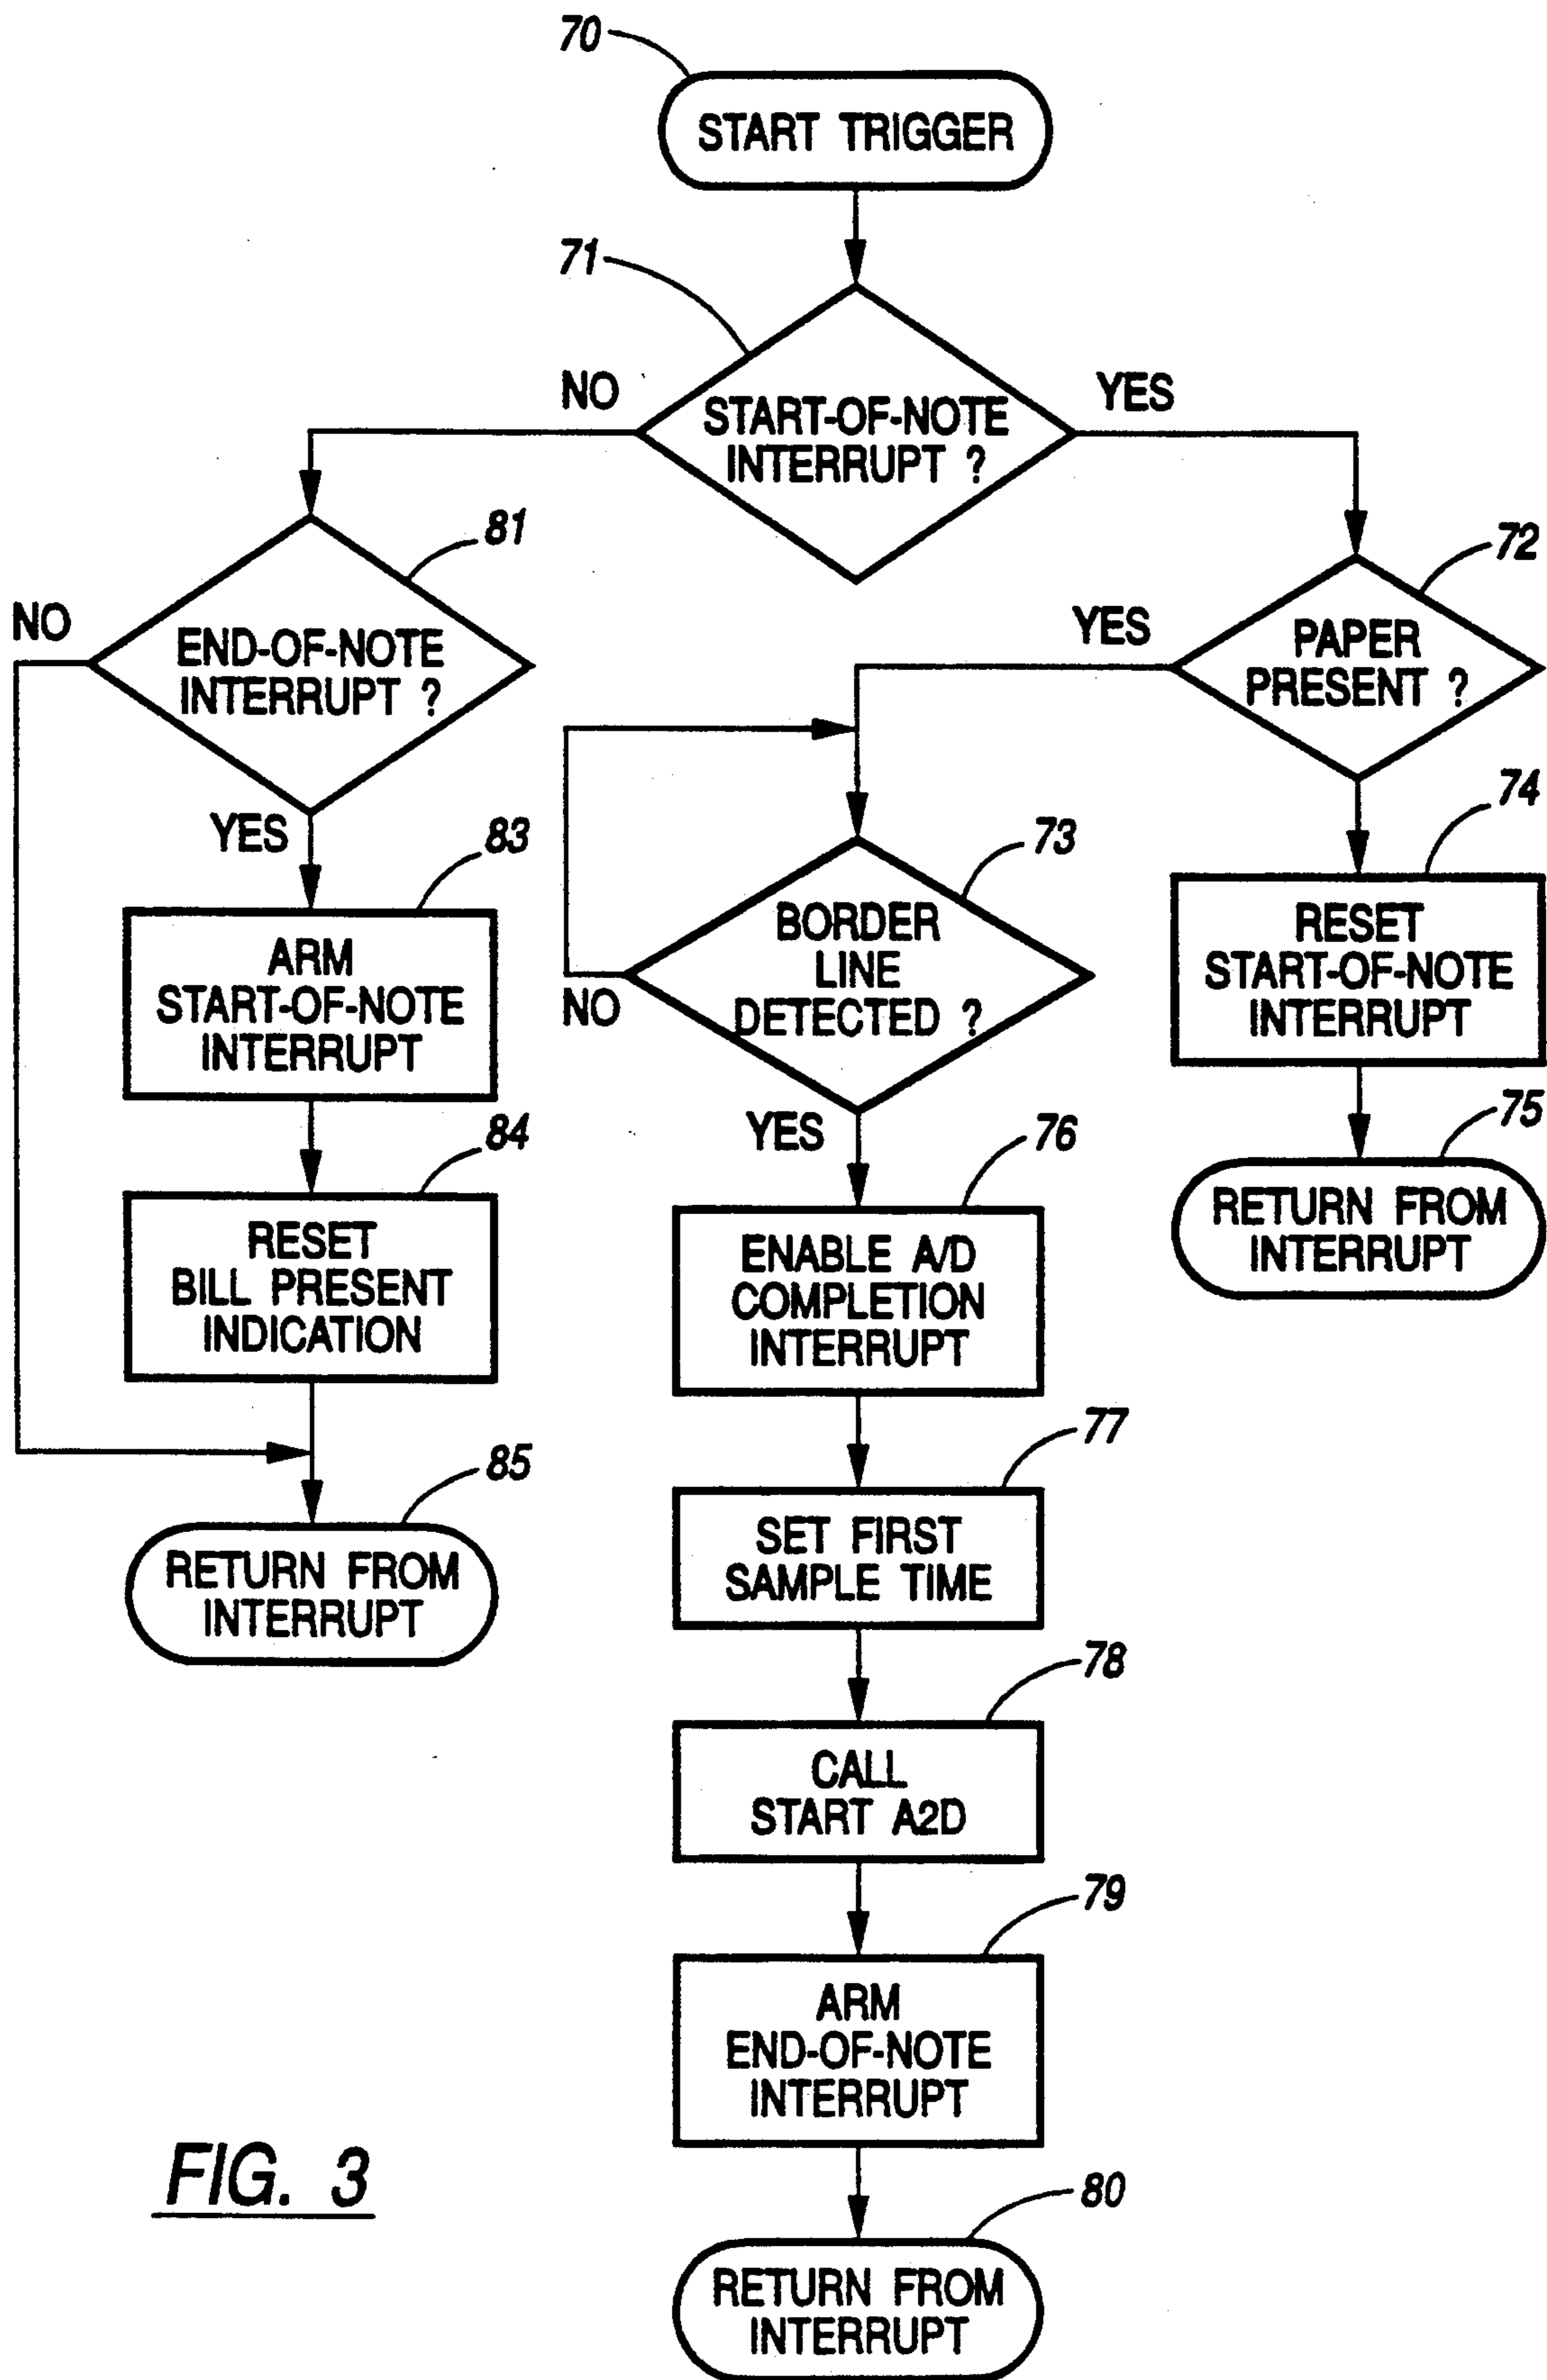 70
START TRIGGER
71
NO
START-OF-NOTE
INTERRUPT ?
YES
81
72
NO
END-OF-NOTE
INTERRUPT ?
YES
PAPER
PRESENT ?
74
YES
83
73
ARM
START-OF-NOTE
INTERRUPT
BORDER
LINE
DETECTED ?
NO
RESET
START-OF-NOTE
INTERRUPT
84
YES
76
75
RESET
BILL PRESENT
INDICATION
ENABLE A/D
COMPLETION
INTERRUPT
RETURN FROM
INTERRUPT
77
85
RETURN FROM
INTERRUPT
SET FIRST
SAMPLE TIME
78
CALL
START A2D
79
ARM
END-OF-NOTE
INTERRUPT
80
FIG. 3
RETURN FROM
INTERRUPT